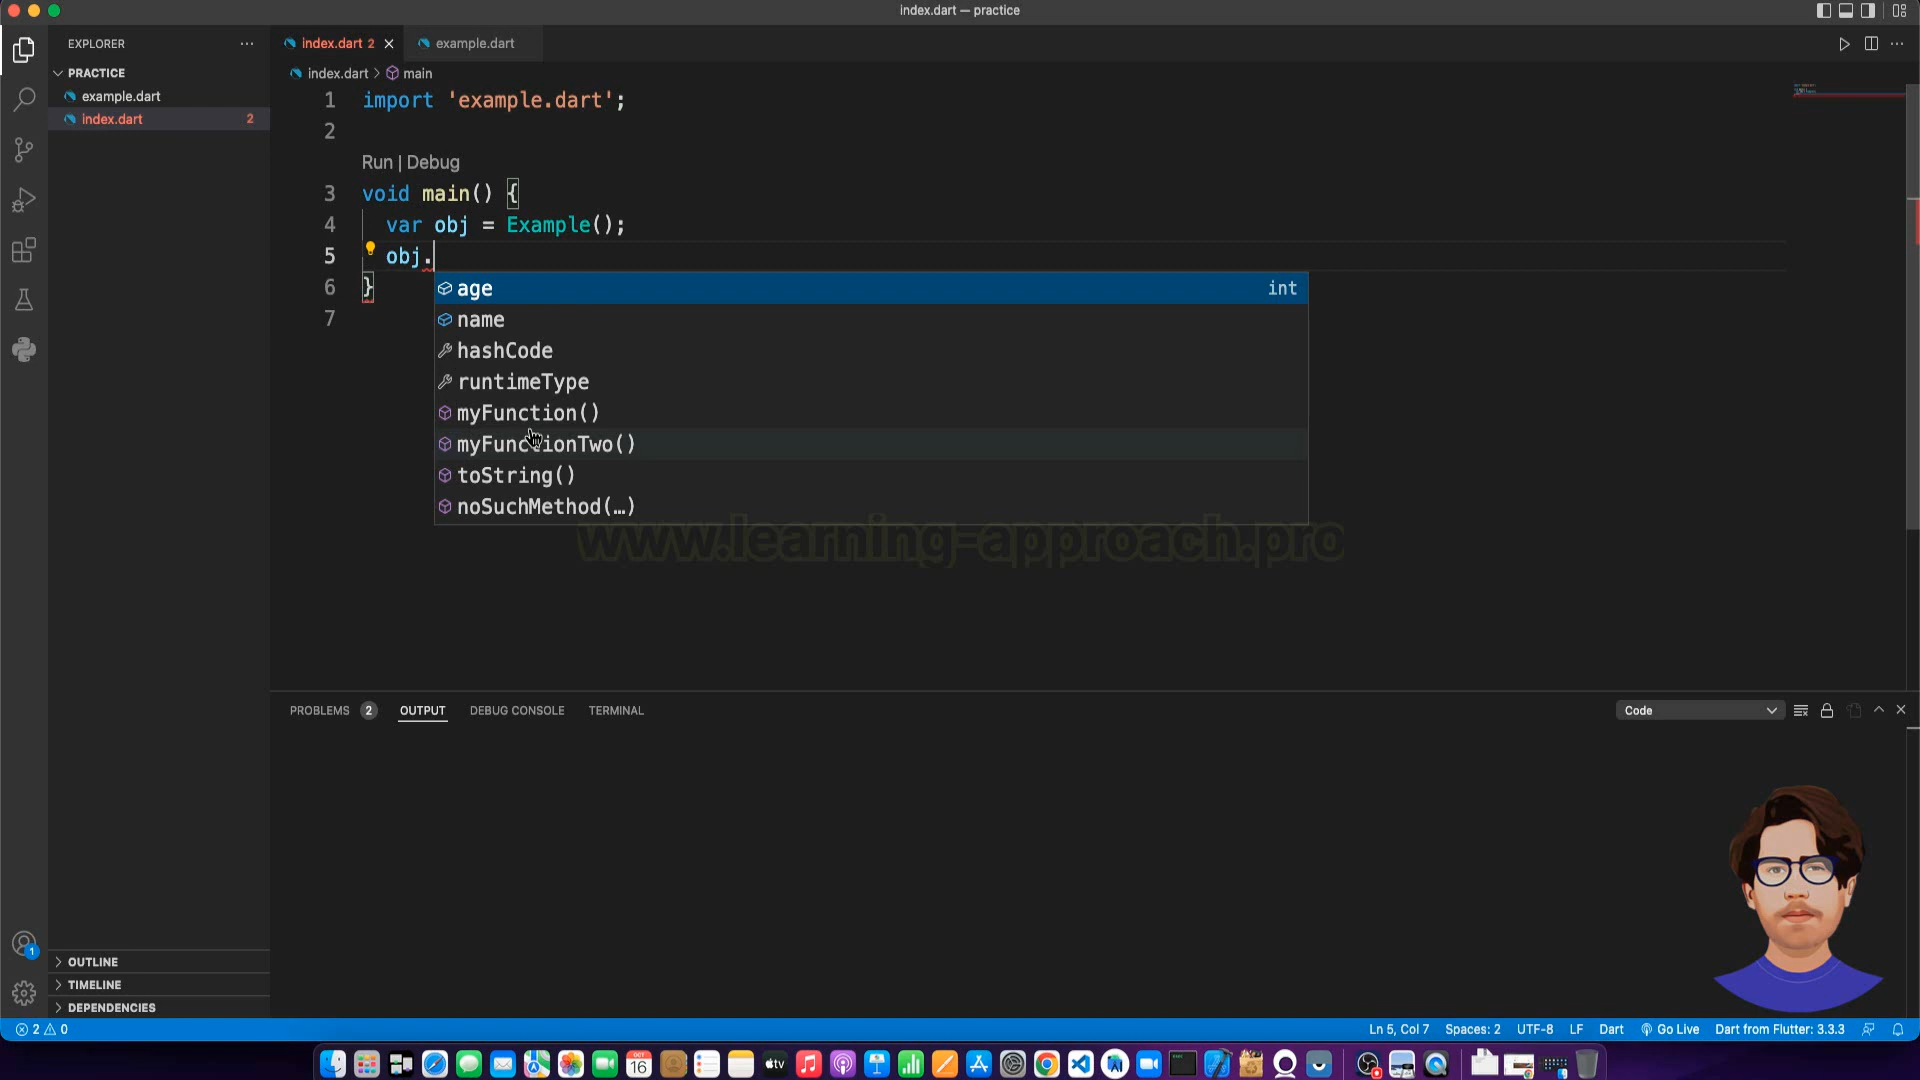 index.dart — practice
EXPLORER
PRACTICE
example.dart
index.dart 2
index.dart 2
example.dart
index.dart > main
1 import 'example.dart';
2
Run | Debug
3 void main() {
4 var obj = Example();
5 obj.
6 }
7
age int
name
hashCode
runtimeType
myFunction()
myFunctionTwo()
toString()
noSuchMethod(…)
www.learning-approach.pro
PROBLEMS 2 OUTPUT DEBUG CONSOLE TERMINAL
Code
1
OUTLINE
TIMELINE
DEPENDENCIES
2 0
Ln 5, Col 7 Spaces: 2 UTF-8 LF Dart Go Live Dart from Flutter: 3.3.3
OCT
16
tv